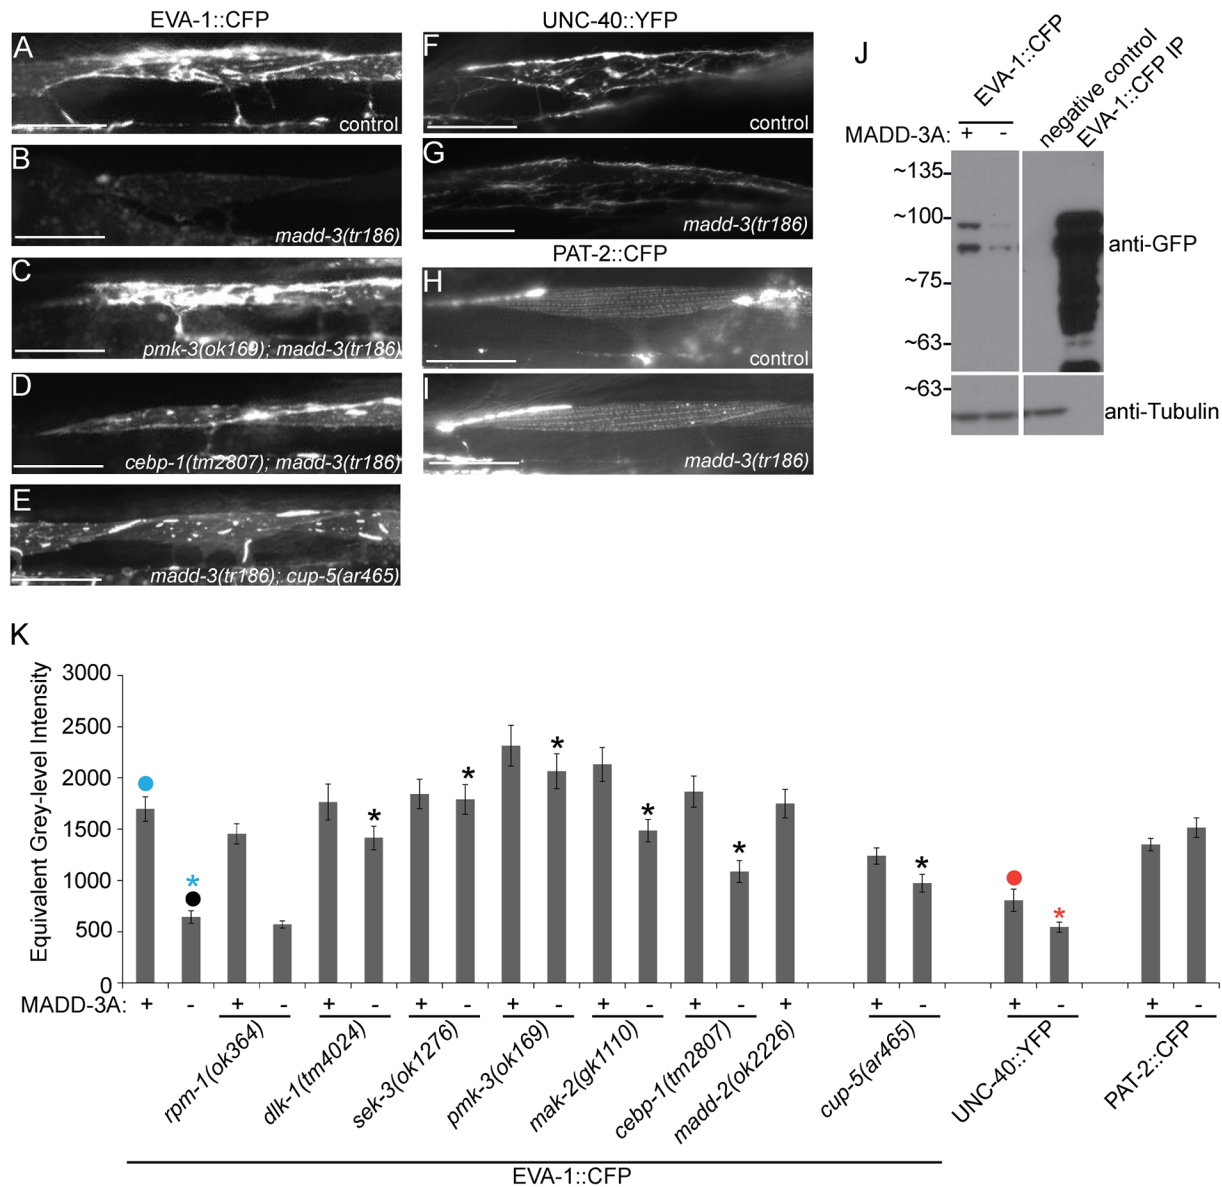 EVA-1::CFP
A
control
B
madd-3(tr186)
C
pmk-3(ok169); madd-3(tr186)
D
cebp-1(tm2807); madd-3(tr186)
E
madd-3(tr186); cup-5(ar465)
UNC-40::YFP
F
control
G
madd-3(tr186)
PAT-2::CFP
H
control
I
madd-3(tr186)
J
EVA-1::CFP
negative control
EVA-1::CFP IP
MADD-3A: + -
~135
~100
anti-GFP
~75
~63
~63
anti-Tubulin
K
Equivalent Grey-level Intensity
3000
2500
2000
1500
1000
500
0
* * * * * * * *
MADD-3A: + - + - + - + - + - + - + - + + - + - + -
rpm-1(ok364)
dlk-1(tm4024)
sek-3(ok1276)
pmk-3(ok169)
mak-2(gk1110)
cebp-1(tm2807)
madd-2(ok2226)
cup-5(ar465)
UNC-40::YFP
PAT-2::CFP
EVA-1::CFP